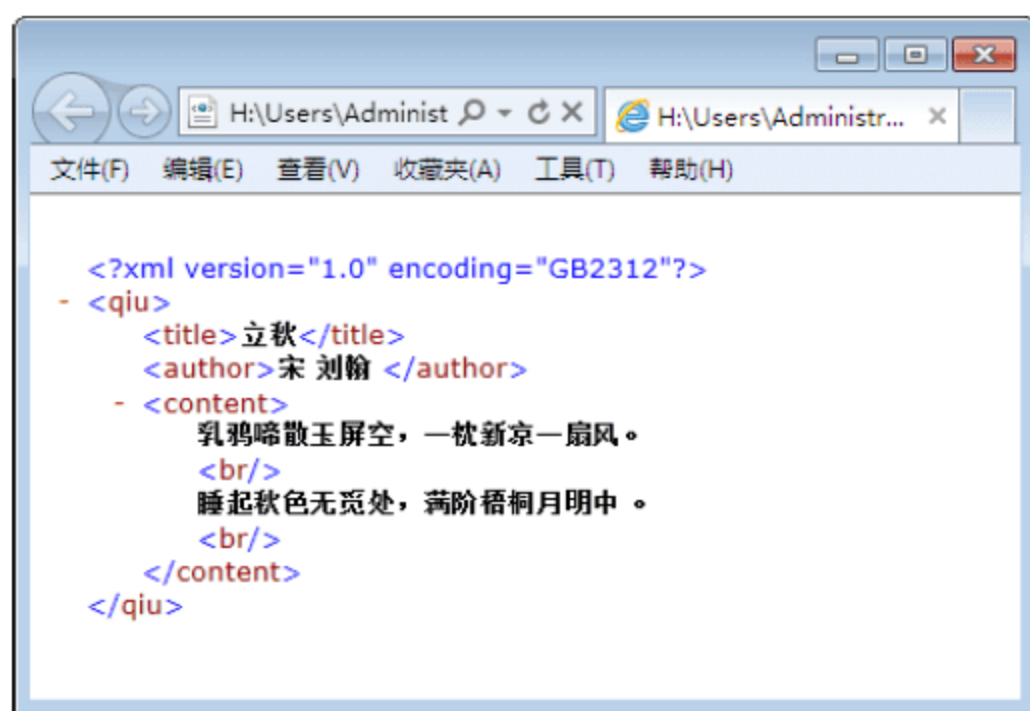 H:\Users\Administ
H:\Users\Administr...
文件(F) 编辑(E) 查看(V) 收藏夹(A) 工具(T) 帮助(H)
<?xml version="1.0" encoding="GB2312"?>
- <qiu>
<title>立秋</title>
<author>宋 刘翰 </author>
- <content>
乳鸦啼散玉屏空，一枕新凉一扇风。
<br/>
睡起秋色无觅处，满阶梧桐月明中 。
<br/>
</content>
</qiu>